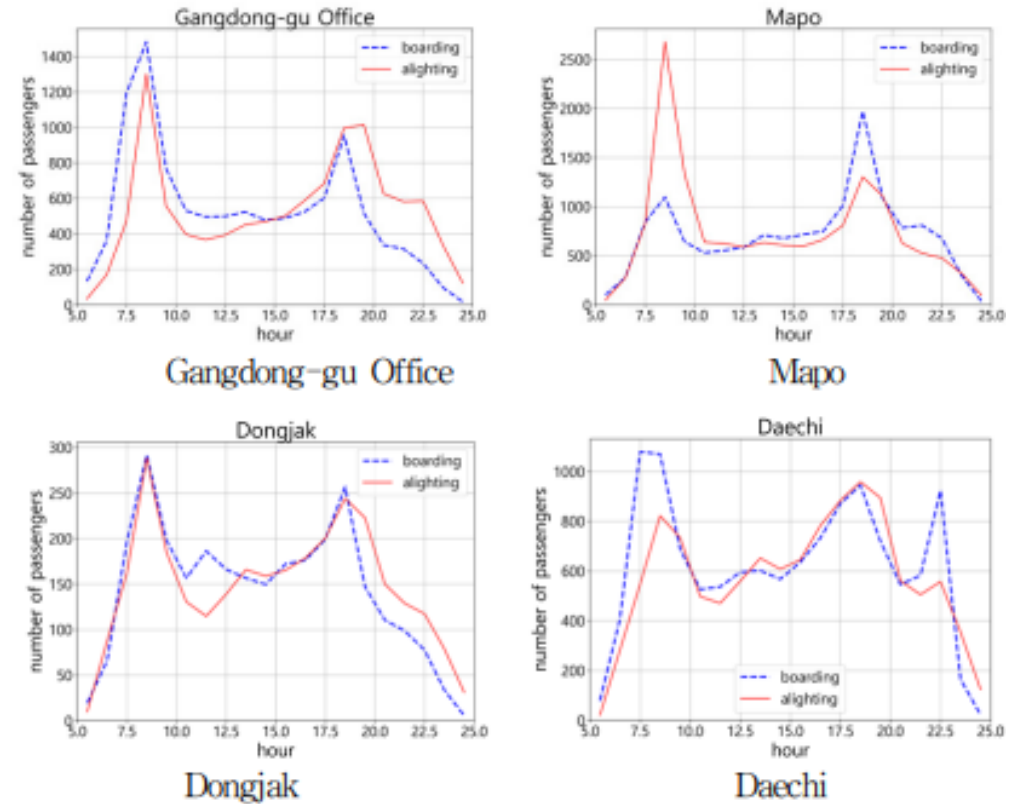 Gangdong-gu Office
number of passengers
1400
1200
1000
800
600
400
200
0
boarding
alighting
5.0 7.5 10.0 12.5 15.0 17.5 20.0 22.5 25.0
hour
Gangdong-gu Office
Mapo
number of passengers
2500
2000
1500
1000
500
0
boarding
alighting
5.0 7.5 10.0 12.5 15.0 17.5 20.0 22.5 25.0
hour
Mapo
Dongjak
number of passengers
300
250
200
150
100
50
0
boarding
alighting
5.0 7.5 10.0 12.5 15.0 17.5 20.0 22.5 25.0
hour
Dongjak
Daechi
number of passengers
1000
800
600
400
200
0
boarding
alighting
5.0 7.5 10.0 12.5 15.0 17.5 20.0 22.5 25.0
hour
Daechi